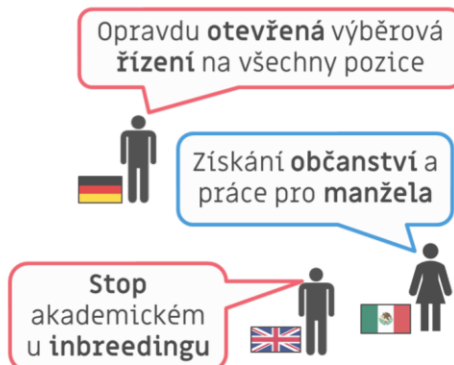 Opravdu otevřená výběrová
řízení na všechny pozice
Získání občanství a
práce pro manžela
Stop
akademickém
u inbreedingu